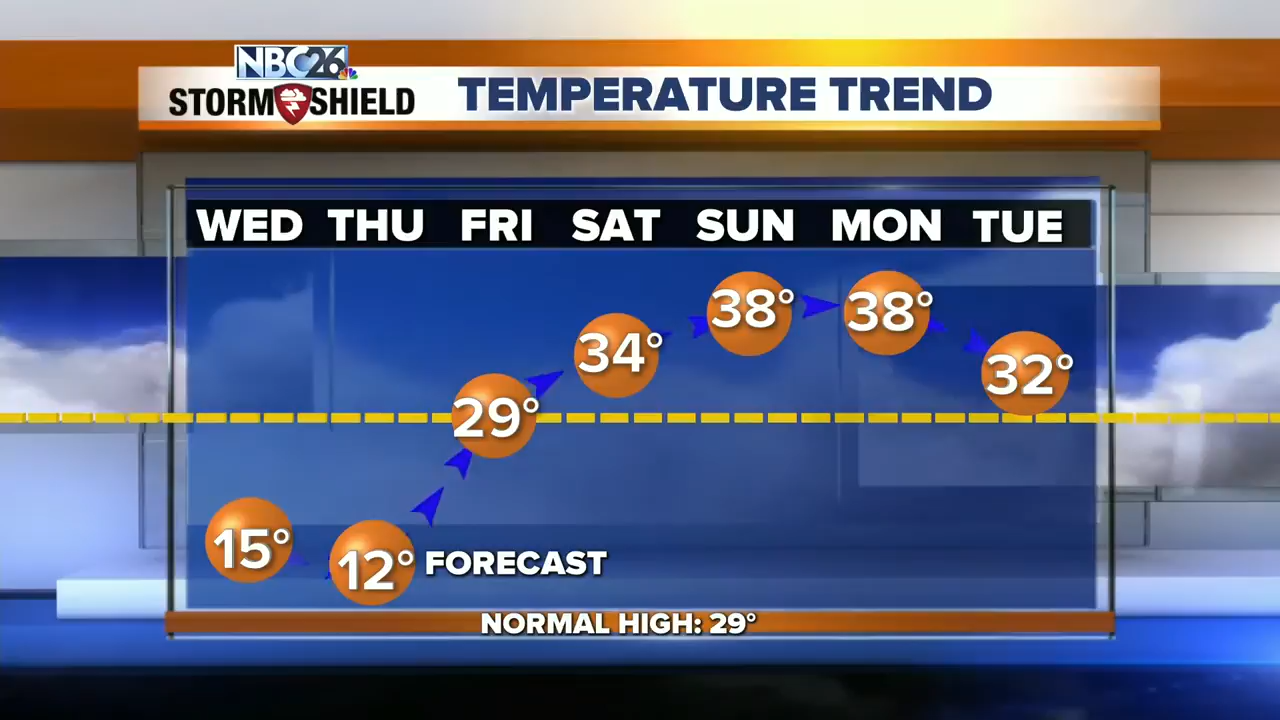 NBC26
STORM SHIELD
TEMPERATURE TREND
WED THU FRI SAT SUN MON TUE
38° 38°
34°
32°
29°
15°
12° FORECAST
NORMAL HIGH: 29°